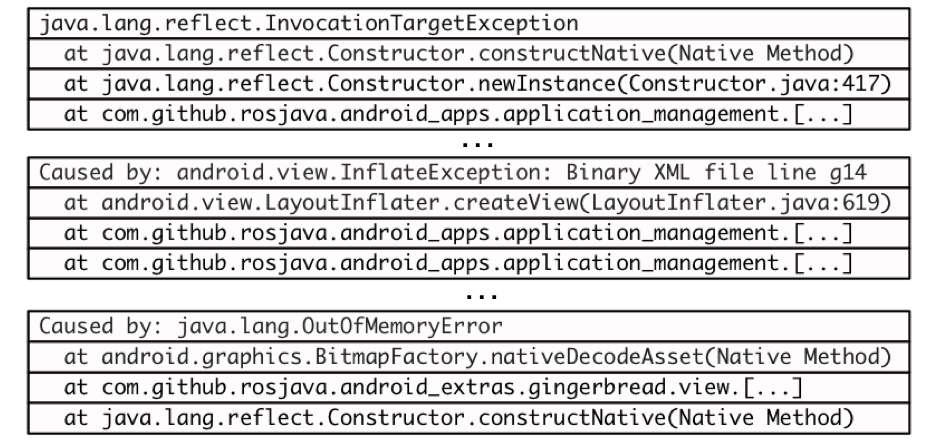 java.lang.reflect.InvocationTargetException
at java.lang.reflect.Constructor.constructNative(Native Method)
at java.lang.reflect.Constructor.newInstance(Constructor.java:417)
at com.github.rosjava.android_apps.application_management.[...]
...
Caused by: android.view.InflateException: Binary XML file line g14
at android.view.LayoutInflater.createView(LayoutInflater.java:619)
at com.github.rosjava.android_apps.application_management.[...]
at com.github.rosjava.android_apps.application_management.[...]
...
Caused by: java.lang.OutOfMemoryError
at android.graphics.BitmapFactory.nativeDecodeAsset(Native Method)
at com.github.rosjava.android_extras.gingerbread.view.[...]
at java.lang.reflect.Constructor.constructNative(Native Method)